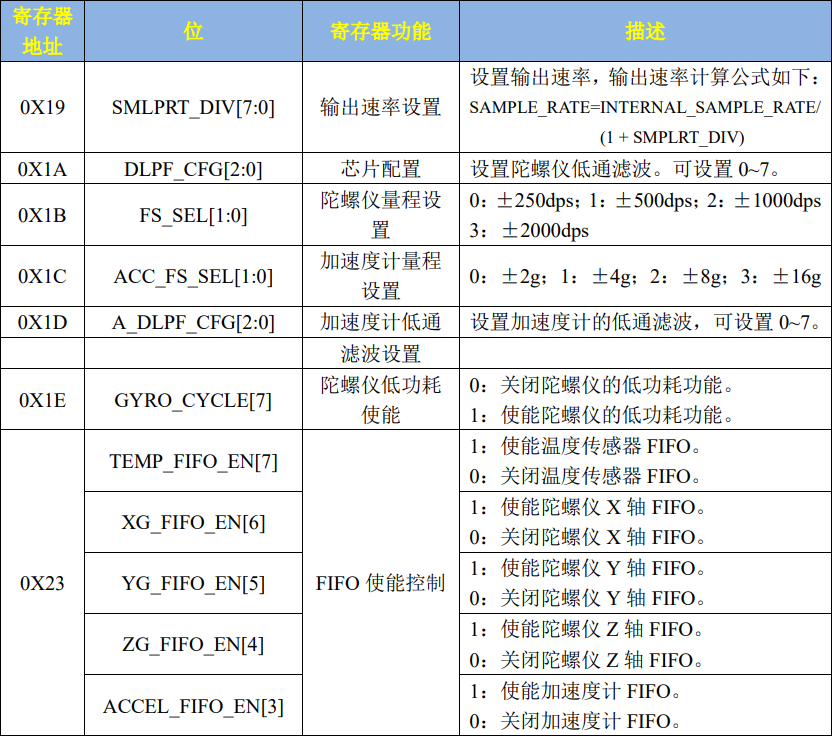 寄存器
地址
位
寄存器功能
描述
0X19
SMLPRT_DIV[7:0]
输出速率设置
设置输出速率，输出速率计算公式如下：
SAMPLE_RATE=INTERNAL_SAMPLE_RATE/
(1 + SMPLRT_DIV)
0X1A
DLPF_CFG[2:0]
芯片配置
设置陀螺仪低通滤波。可设置 0~7。
0X1B
FS_SEL[1:0]
陀螺仪量程设
置
0：±250dps；1：±500dps；2：±1000dps
3：±2000dps
0X1C
ACC_FS_SEL[1:0]
加速度计量程
设置
0：±2g；1：±4g；2：±8g；3：±16g
0X1D
A_DLPF_CFG[2:0]
加速度计低通
设置加速度计的低通滤波，可设置 0~7。
滤波设置
0X1E
GYRO_CYCLE[7]
陀螺仪低功耗
使能
0：关闭陀螺仪的低功耗功能。
1：使能陀螺仪的低功耗功能。
0X23
TEMP_FIFO_EN[7]
FIFO 使能控制
1：使能温度传感器 FIFO。
0：关闭温度传感器 FIFO。
XG_FIFO_EN[6]
1：使能陀螺仪 X 轴 FIFO。
0：关闭陀螺仪 X 轴 FIFO。
YG_FIFO_EN[5]
1：使能陀螺仪 Y 轴 FIFO。
0：关闭陀螺仪 Y 轴 FIFO。
ZG_FIFO_EN[4]
1：使能陀螺仪 Z 轴 FIFO。
0：关闭陀螺仪 Z 轴 FIFO。
ACCEL_FIFO_EN[3]
1：使能加速度计 FIFO。
0：关闭加速度计 FIFO。